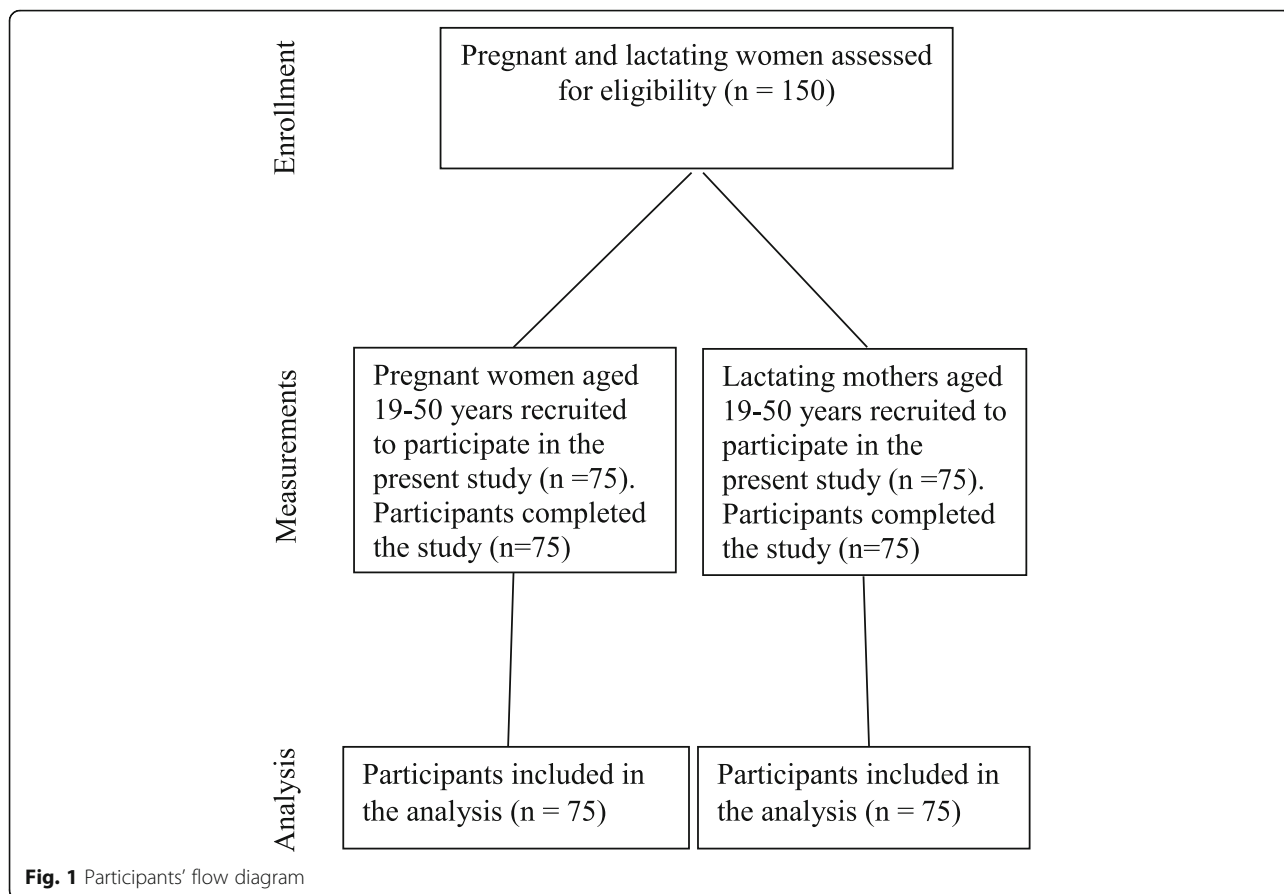 Enrollment
Pregnant and lactating women assessed
for eligibility (n = 150)
Measurements
Pregnant women aged
19-50 years recruited
to participate in the
present study (n =75).
Participants completed
the study (n=75)
Lactating mothers aged
19-50 years recruited to
participate in the
present study (n =75).
Participants completed
the study (n=75)
Analysis
Participants included in
the analysis (n = 75)
Participants included in
the analysis (n = 75)
Fig. 1 Participants’ flow diagram